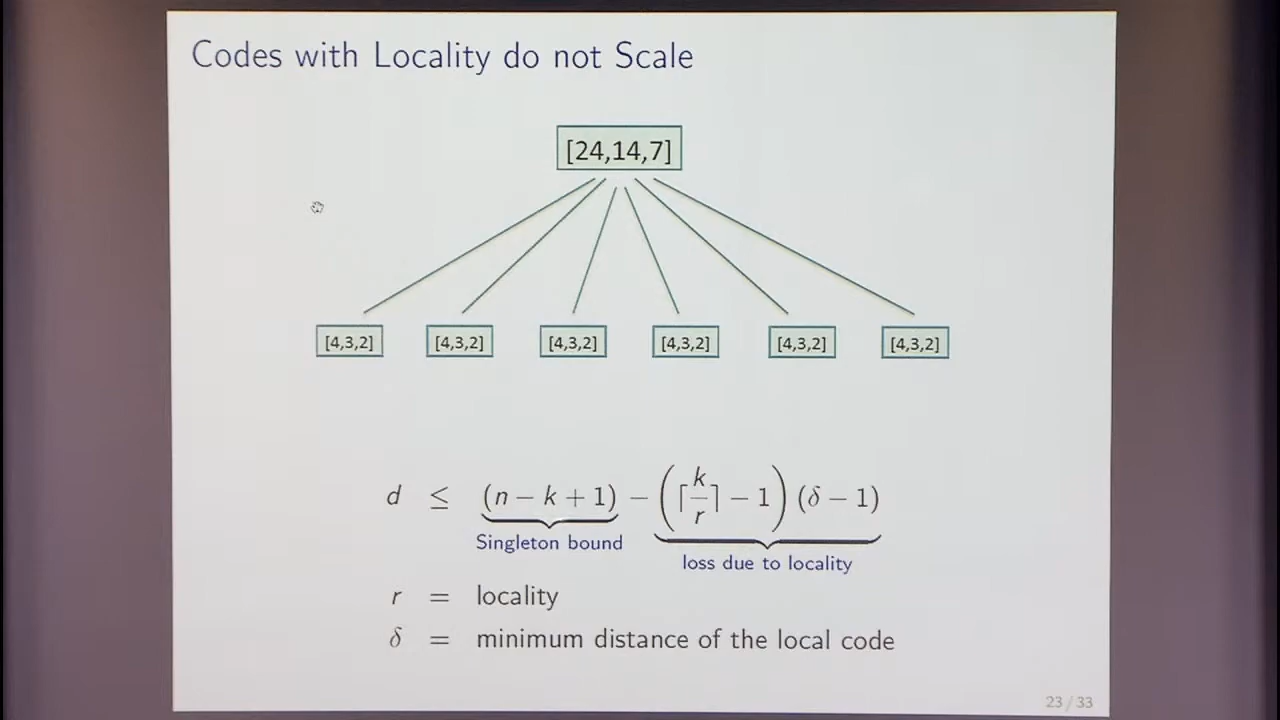 Codes with Locality do not Scale
[24,14,7]
[4,3,2] [4,3,2] [4,3,2] [4,3,2] [4,3,2] [4,3,2]
d ≤ (n − k + 1) − (⌈k/r⌉ − 1) (δ − 1)
Singleton bound
loss due to locality
r = locality
δ = minimum distance of the local code
23 / 33